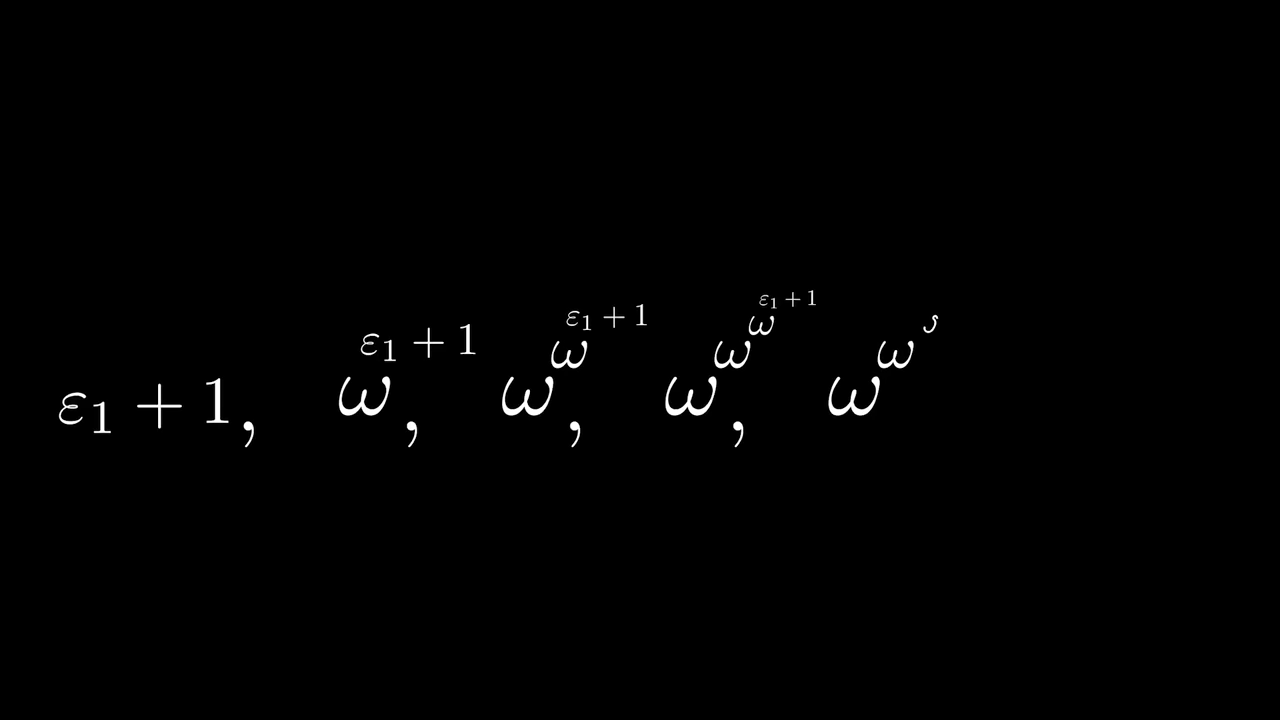 ε₁ + 1, ω^{ε₁ + 1}, ω^{ω^{ε₁ + 1}}, ω^{ω^{ω^{ε₁ + 1}}}, ω^{ω}